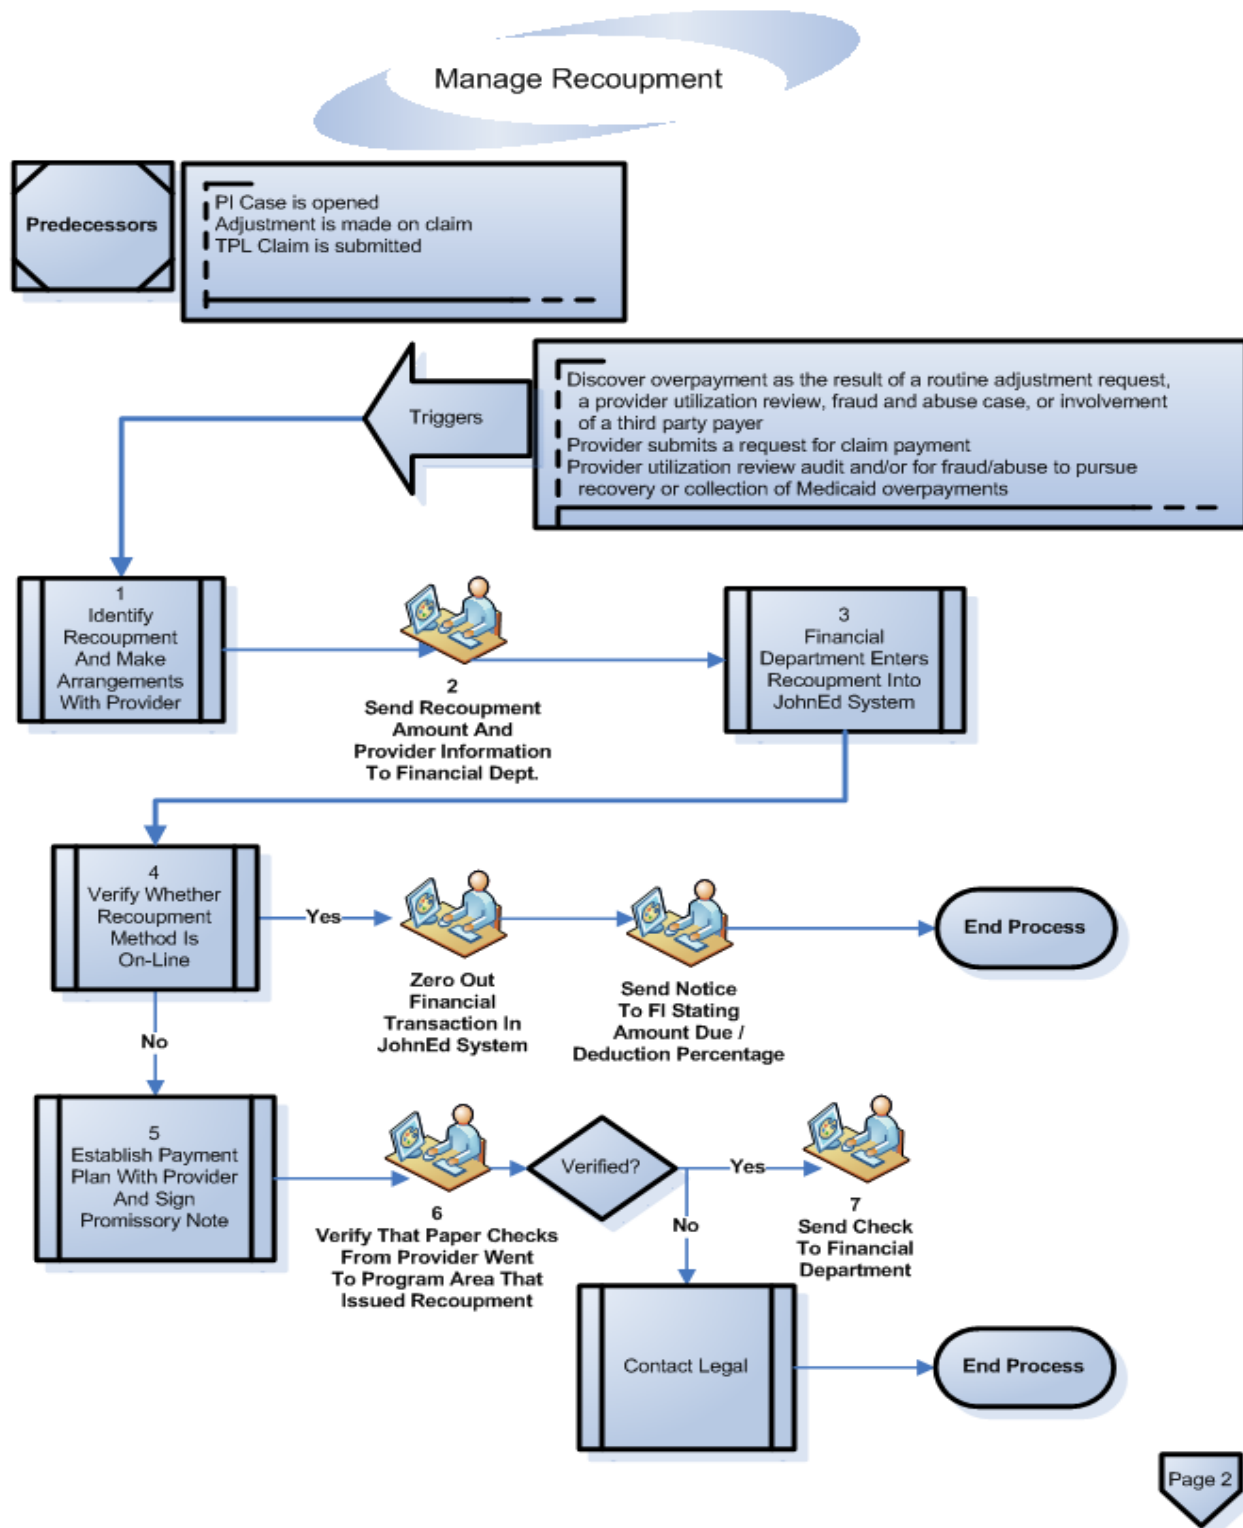 Manage Recoupment
Predecessors
PI Case is opened
Adjustment is made on claim
TPL Claim is submitted
Triggers
Discover overpayment as the result of a routine adjustment request,
a provider utilization review, fraud and abuse case, or involvement
of a third party payer
Provider submits a request for claim payment
Provider utilization review audit and/or for fraud/abuse to pursue
recovery or collection of Medicaid overpayments
1
Identify
Recoupment
And Make
Arrangements
With Provider
2
Send Recoupment
Amount And
Provider Information
To Financial Dept.
3
Financial
Department Enters
Recoupment Into
JohnEd System
4
Verify Whether
Recoupment
Method Is
On-Line
Yes
Zero Out
Financial
Transaction In
JohnEd System
Send Notice
To FI Stating
Amount Due /
Deduction Percentage
End Process
No
5
Establish Payment
Plan With Provider
And Sign
Promissory Note
6
Verify That Paper Checks
From Provider Went
To Program Area That
Issued Recoupment
Verified?
Yes
7
Send Check
To Financial
Department
No
Contact Legal
End Process
Page 2